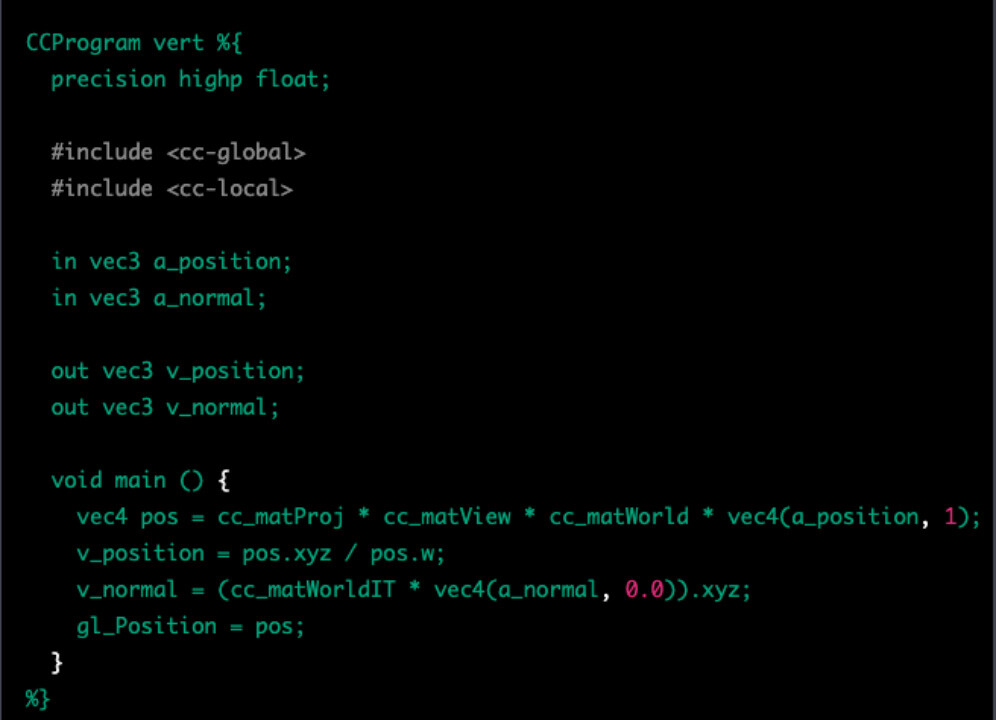 CCProgram vert %{
precision highp float;
#include <cc-global>
#include <cc-local>
in vec3 a_position;
in vec3 a_normal;
out vec3 v_position;
out vec3 v_normal;
void main () {
vec4 pos = cc_matProj * cc_matView * cc_matWorld * vec4(a_position, 1);
v_position = pos.xyz / pos.w;
v_normal = (cc_matWorldIT * vec4(a_normal, 0.0)).xyz;
gl_Position = pos;
}
%}